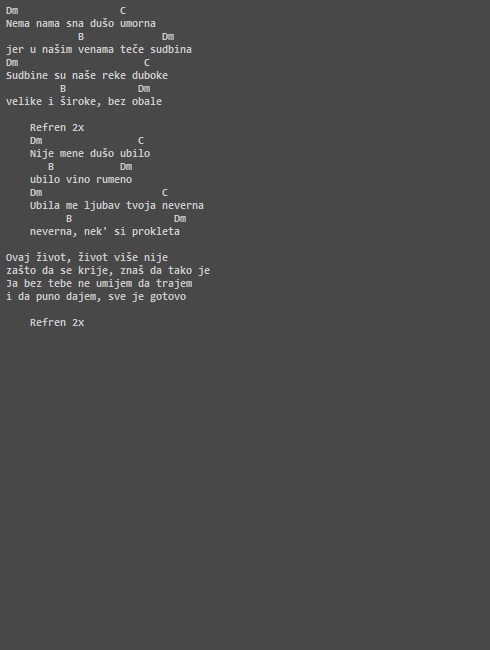 Dm                 C
Nema nama sna dušo umorna
            B             Dm
jer u našim venama teče sudbina
Dm                     C
Sudbine su naše reke duboke
         B            Dm
velike i široke, bez obale

    Refren 2x
    Dm                C
    Nije mene dušo ubilo
       B           Dm
    ubilo vino rumeno
    Dm                    C
    Ubila me ljubav tvoja neverna
          B                 Dm
    neverna, nek' si prokleta

Ovaj život, život više nije
zašto da se krije, znaš da tako je
Ja bez tebe ne umijem da trajem
i da puno dajem, sve je gotovo

    Refren 2x